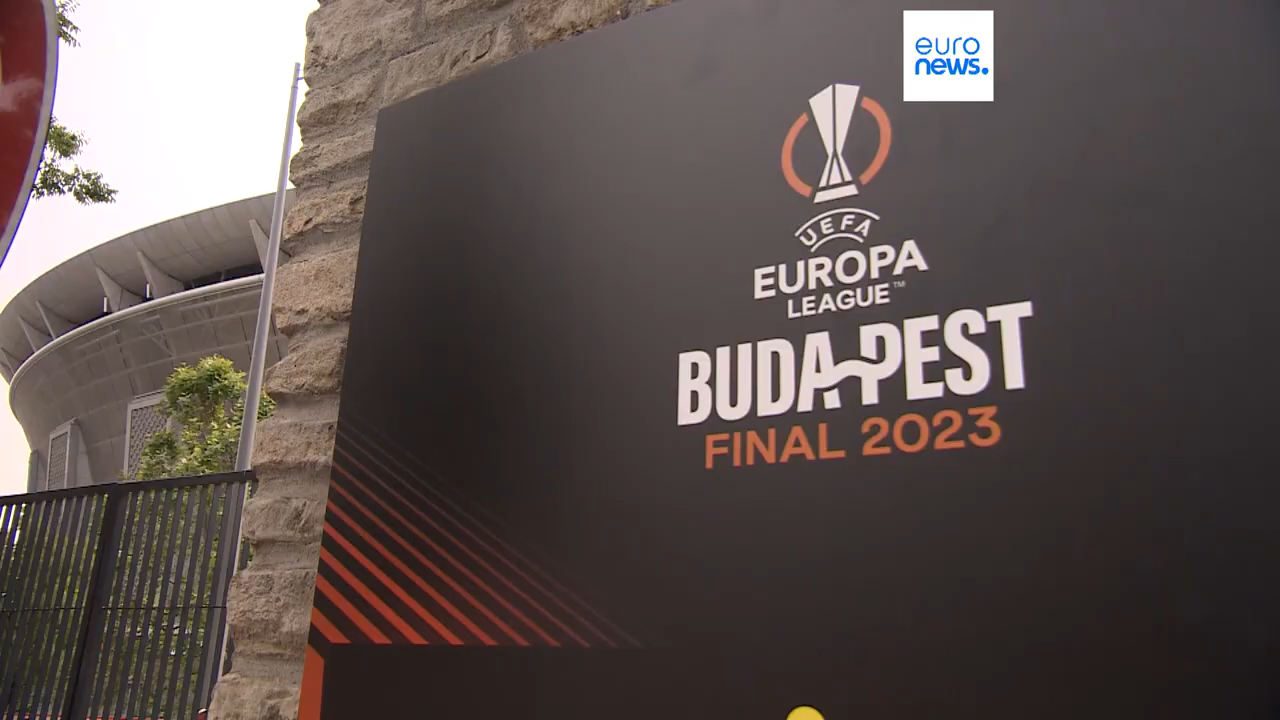 euro
news.
UEFA
EUROPA
LEAGUE™
BUDAPEST
FINAL 2023